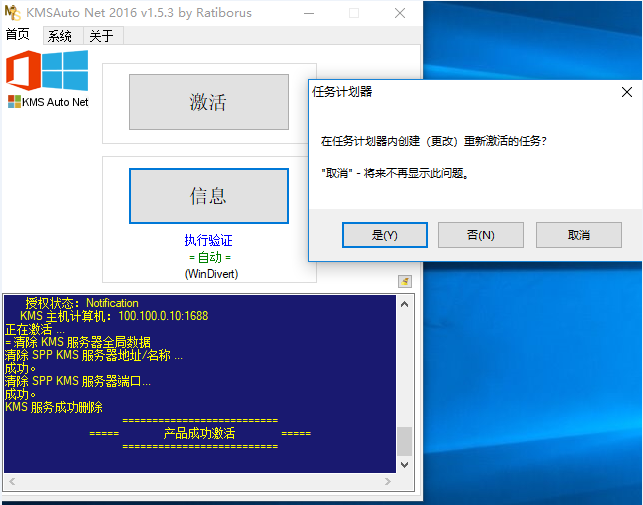 KMSAuto Net 2016 v1.5.3 by Ratiborus
首页 系统 关于
KMS Auto Net
激活
信息
执行验证
= 自动 =
(WinDivert)
任务计划器
在任务计划器内创建（更改）重新激活的任务？
"取消" - 将来不再显示此问题。
是(Y) 否(N) 取消
授权状态：Notification
KMS 主机计算机：100.100.0.10:1688
正在激活 ...
= 清除 KMS 服务器全局数据
清除 SPP KMS 服务器地址/名称 ...
成功。
清除 SPP KMS 服务器端口...
成功。
KMS 服务成功删除
==========================
===== 产品成功激活 =====
==========================